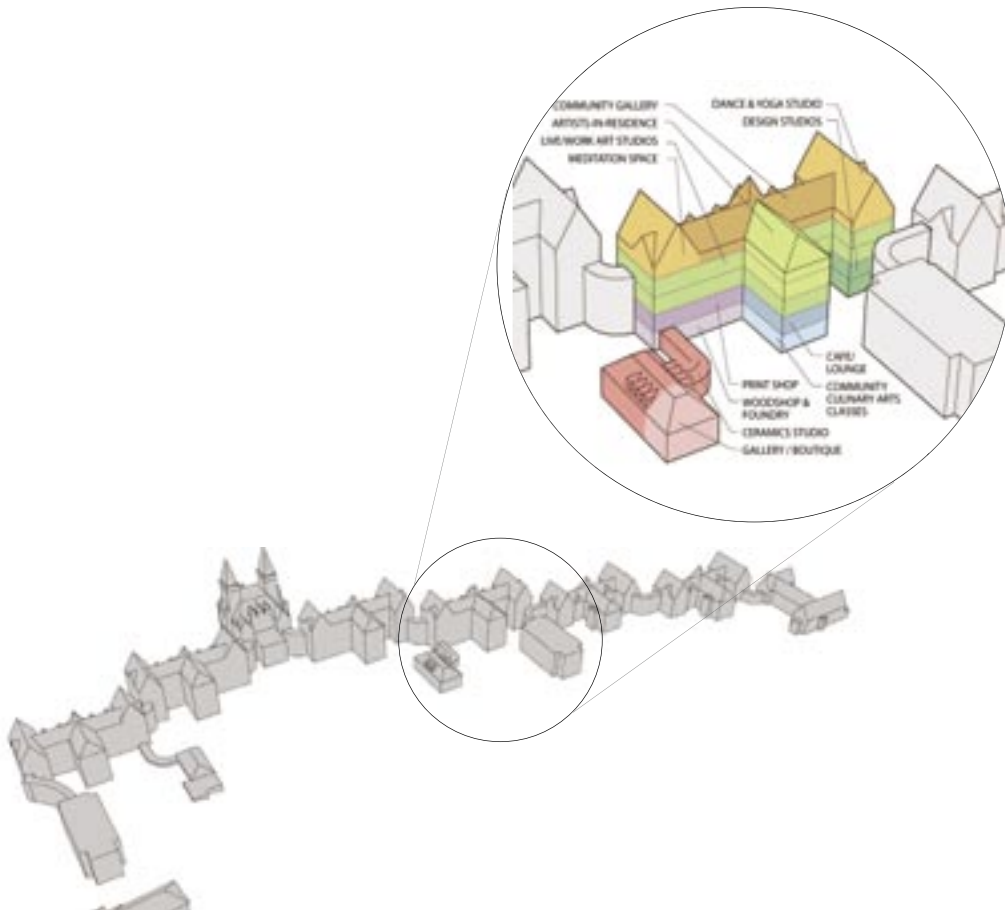 COMMUNITY GALLERY
ARTISTS-IN-RESIDENCE
LIVE/WORK ART STUDIOS
MEDITATION SPACE
DANCE & YOGA STUDIO
DESIGN STUDIOS
CAFE/
LOUNGE
COMMUNITY
CULINARY ARTS
CLASSES
PRINT SHOP
WOODSHOP &
FOUNDRY
CERAMICS STUDIO
GALLERY / BOUTIQUE